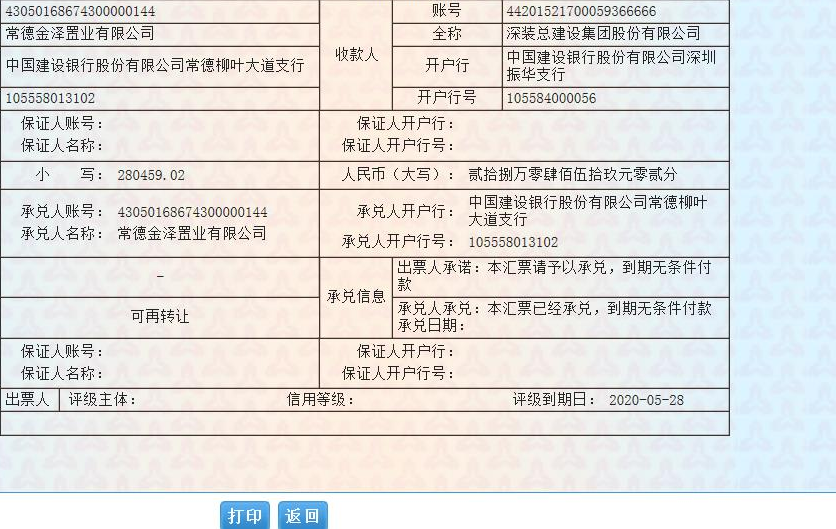 43050168674300000144 账号 44201521700059366666
常德金泽置业有限公司 收款人 全称 深装总建设集团股份有限公司
中国建设银行股份有限公司常德柳叶大道支行 开户行 中国建设银行股份有限公司深圳
振华支行
105558013102 开户行号 105584000056
保证人账号： 保证人开户行：
保证人名称： 保证人开户行号：
小 写： 280459.02 人民币（大写）： 贰拾捌万零肆佰伍拾玖元零贰分
承兑人账号： 43050168674300000144 承兑人开户行： 中国建设银行股份有限公司常德柳叶
大道支行
承兑人名称： 常德金泽置业有限公司 承兑人开户行号： 105558013102
- 承兑信息 出票人承诺：本汇票请予以承兑，到期无条件付
款
可再转让 承兑人承兑：本汇票已经承兑，到期无条件付款
承兑日期：
保证人账号： 保证人开户行：
保证人名称： 保证人开户行号：
出票人 评级主体： 信用等级： 评级到期日： 2020-05-28
打印 返回